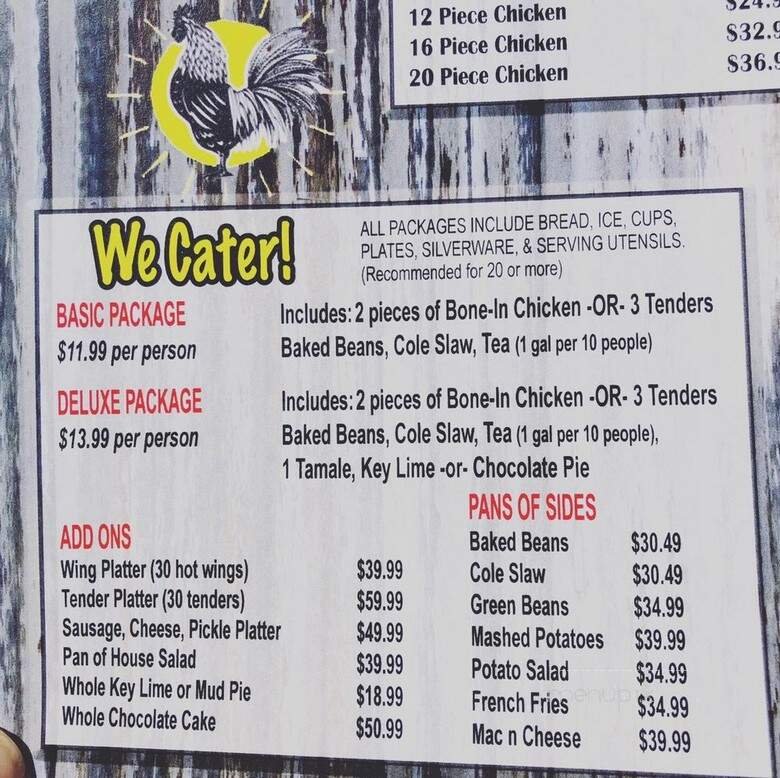 12 Piece Chicken
16 Piece Chicken $32.9
20 Piece Chicken $36.9
We Cater!
ALL PACKAGES INCLUDE BREAD, ICE, CUPS,
PLATES, SILVERWARE, & SERVING UTENSILS.
(Recommended for 20 or more)
BASIC PACKAGE Includes: 2 pieces of Bone-In Chicken -OR- 3 Tenders
$11.99 per person Baked Beans, Cole Slaw, Tea (1 gal per 10 people)
DELUXE PACKAGE Includes: 2 pieces of Bone-In Chicken -OR- 3 Tenders
$13.99 per person Baked Beans, Cole Slaw, Tea (1 gal per 10 people),
1 Tamale, Key Lime -or- Chocolate Pie
ADD ONS
Wing Platter (30 hot wings) $39.99
Tender Platter (30 tenders) $59.99
Sausage, Cheese, Pickle Platter $49.99
Pan of House Salad $39.99
Whole Key Lime or Mud Pie $18.99
Whole Chocolate Cake $50.99
PANS OF SIDES
Baked Beans $30.49
Cole Slaw $30.49
Green Beans $34.99
Mashed Potatoes $39.99
Potato Salad $34.99
French Fries $34.99
Mac n Cheese $39.99